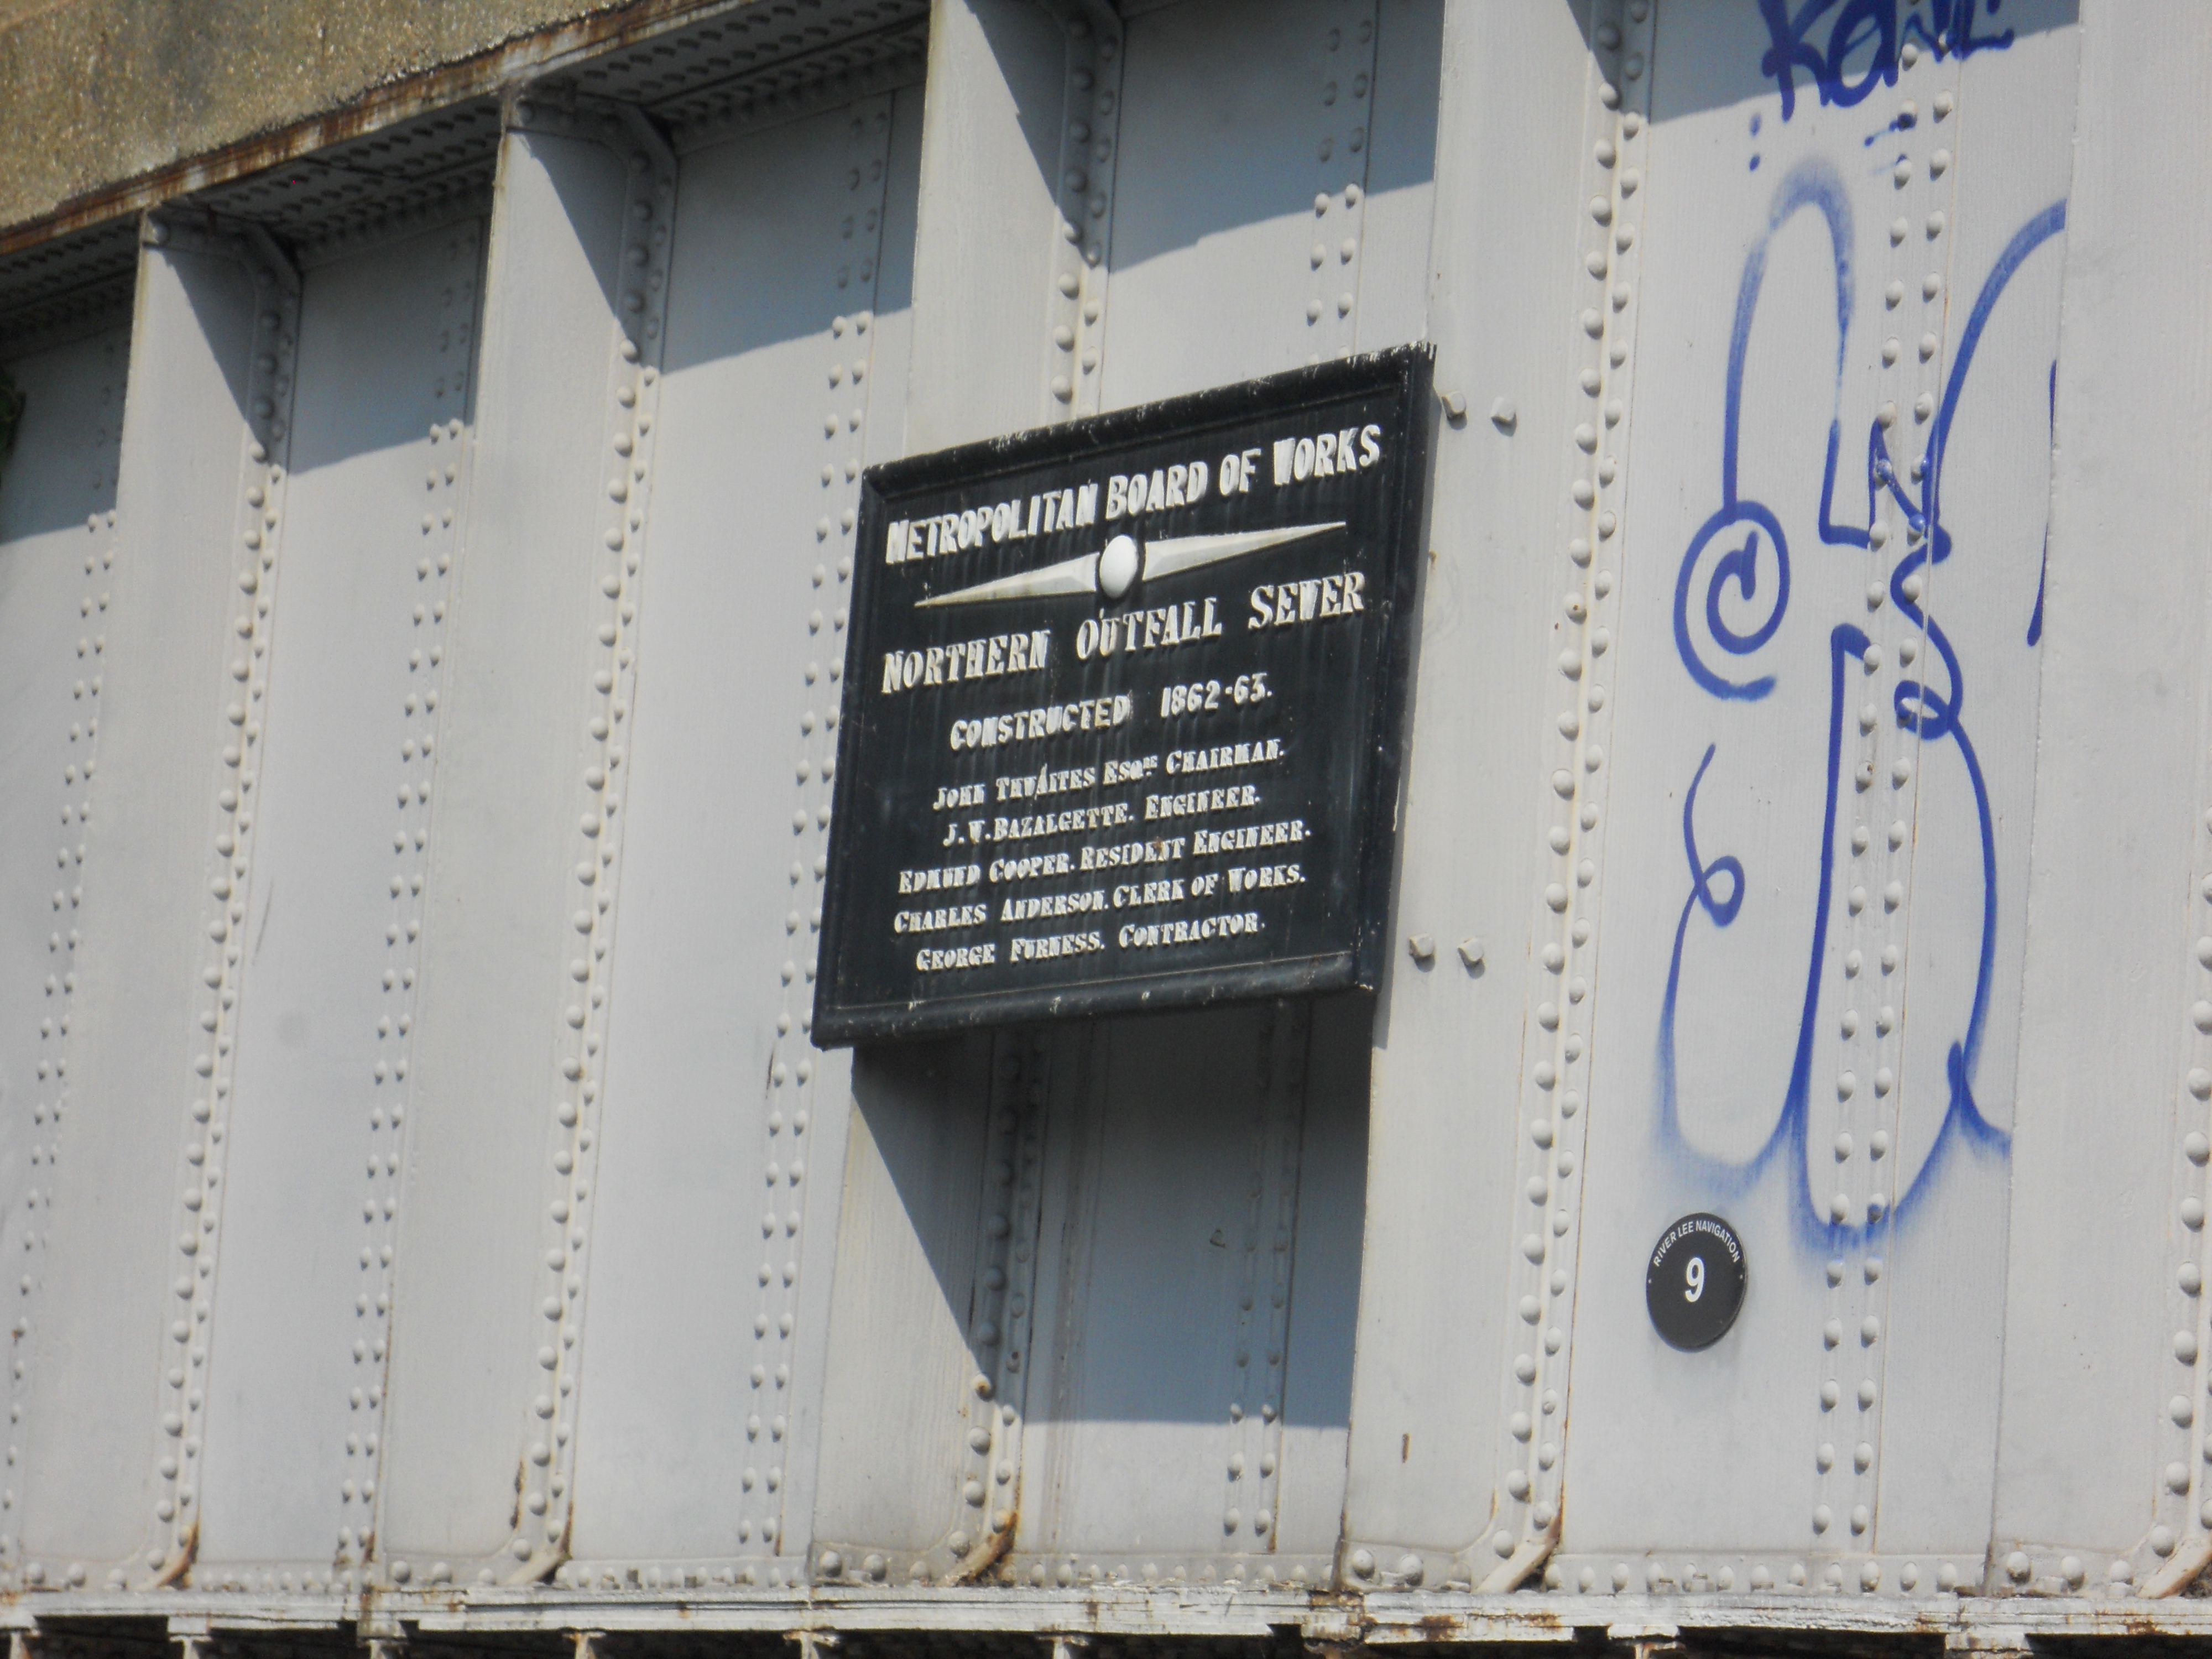 METROPOLITAN BOARD OF WORKS
NORTHERN OUTFALL SEWER
CONSTRUCTED 1862-63.
JOHN THWAITES ESQRE CHAIRMAN.
J.W. BAZALGETTE. ENGINEER.
EDMUND COOPER. RESIDENT ENGINEER.
CHARLES ANDERSON. CLERK OF WORKS.
GEORGE FURNESS. CONTRACTOR.
RIVER LEE NAVIGATION
9